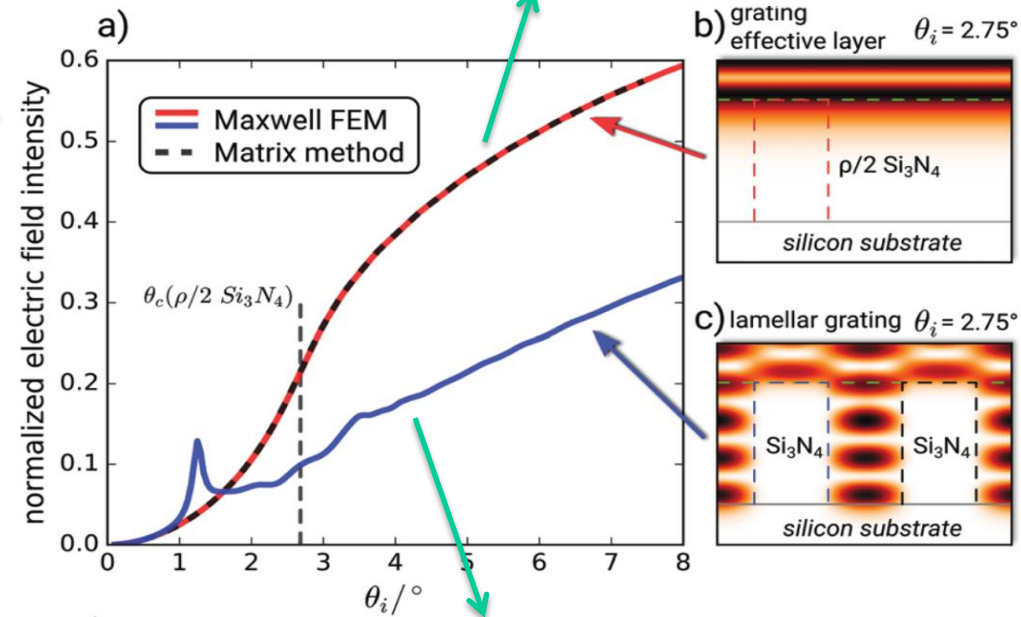 a)
normalized electric field intensity
0.6
0.5
0.4
0.3
0.2
0.1
0.0
Maxwell FEM
Matrix method
θc(ρ/2 Si₃N₄)
0 1 2 3 4 5 6 7 8
θi/°
b) grating
effective layer θi = 2.75°
ρ/2 Si₃N₄
silicon substrate
c) lamellar grating θi = 2.75°
Si₃N₄ Si₃N₄
silicon substrate